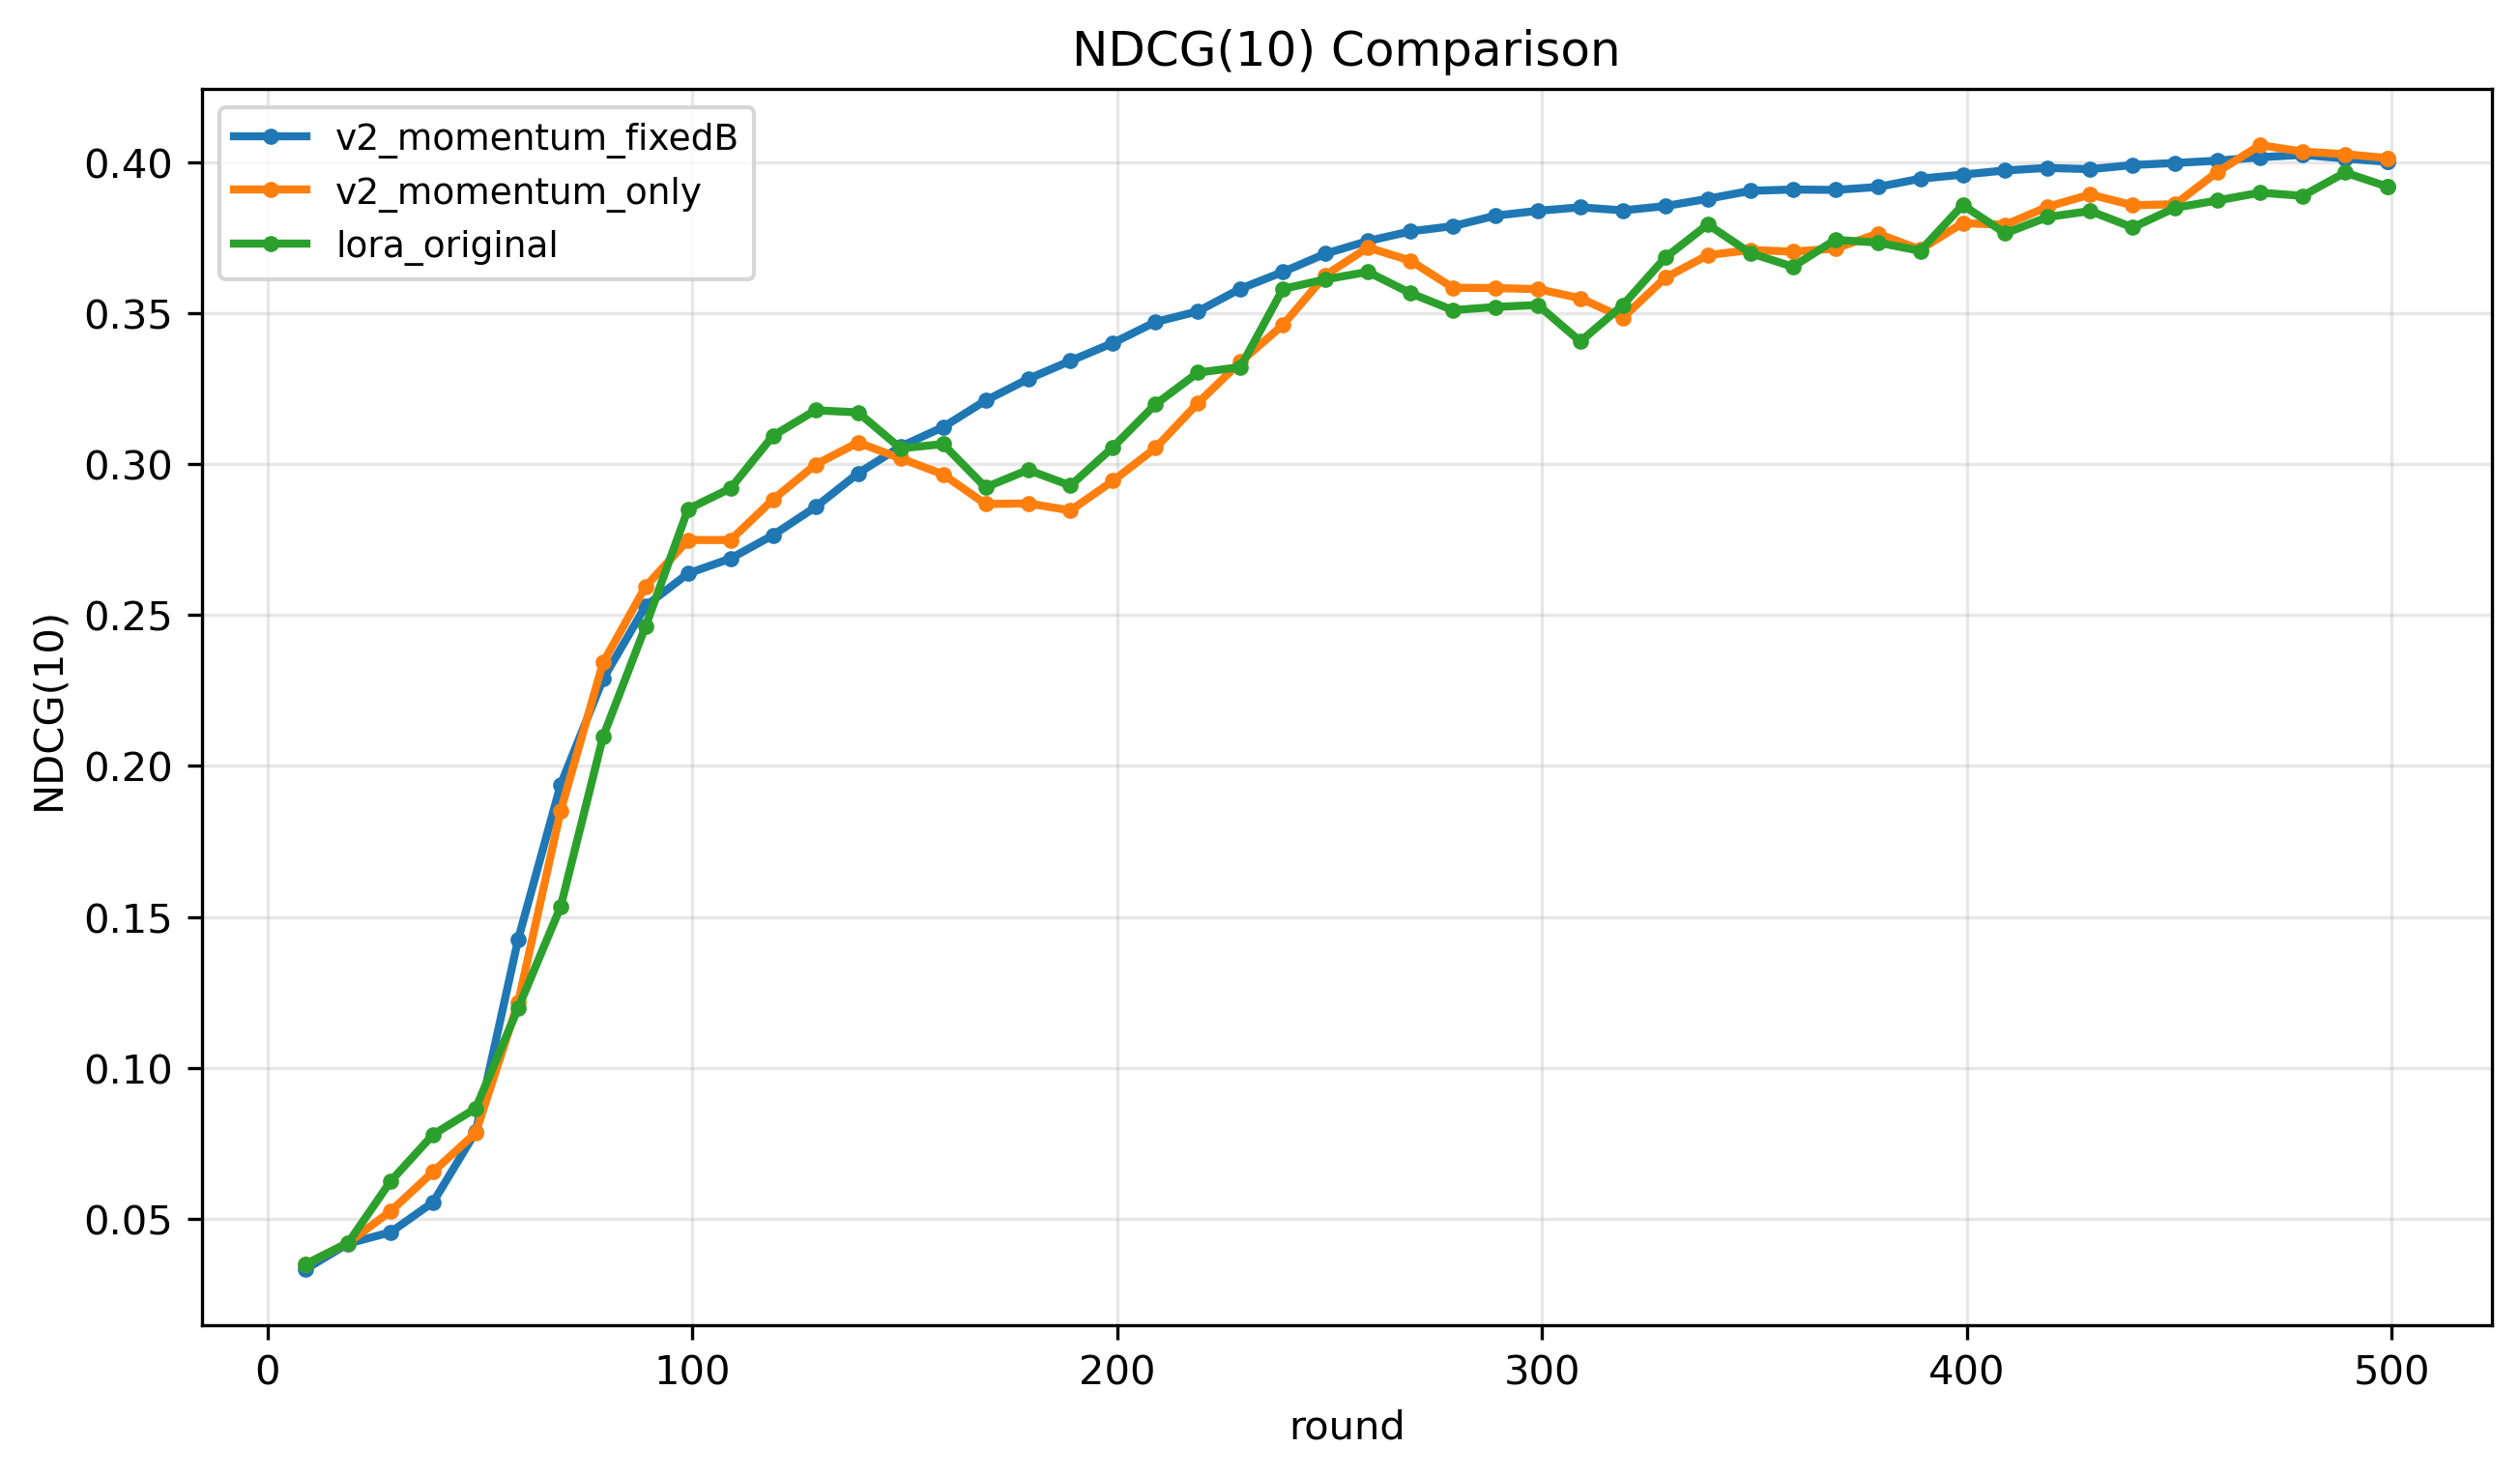 NDCG(10) Comparison
v2_momentum_fixedB
v2_momentum_only
lora_original
NDCG(10)
0.40
0.35
0.30
0.25
0.20
0.15
0.10
0.05
0 100 200 300 400 500
round